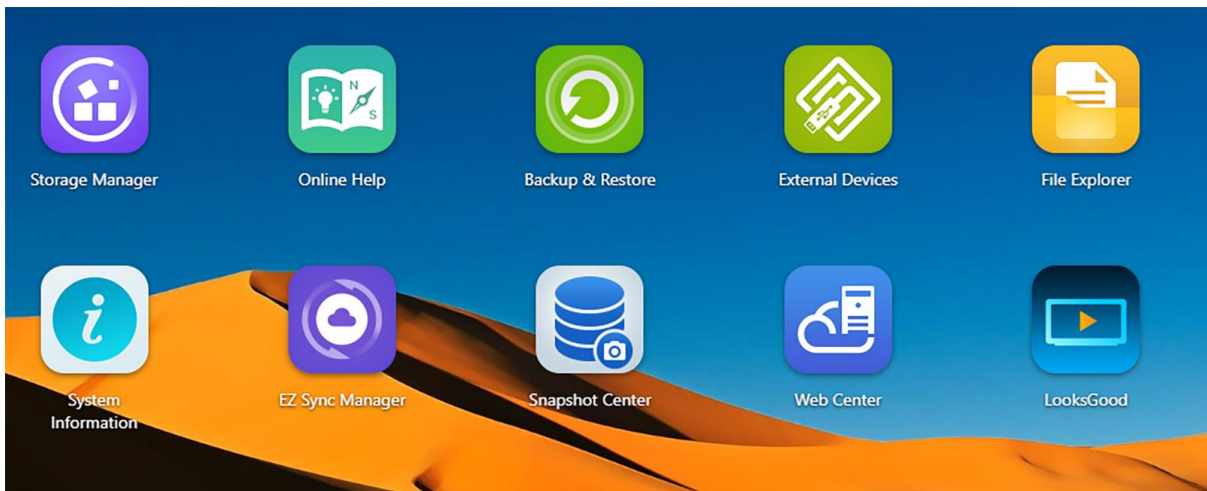 Storage Manager
N
S
Online Help
Backup & Restore
External Devices
File Explorer
i
System
Information
EZ Sync Manager
Snapshot Center
Web Center
LooksGood